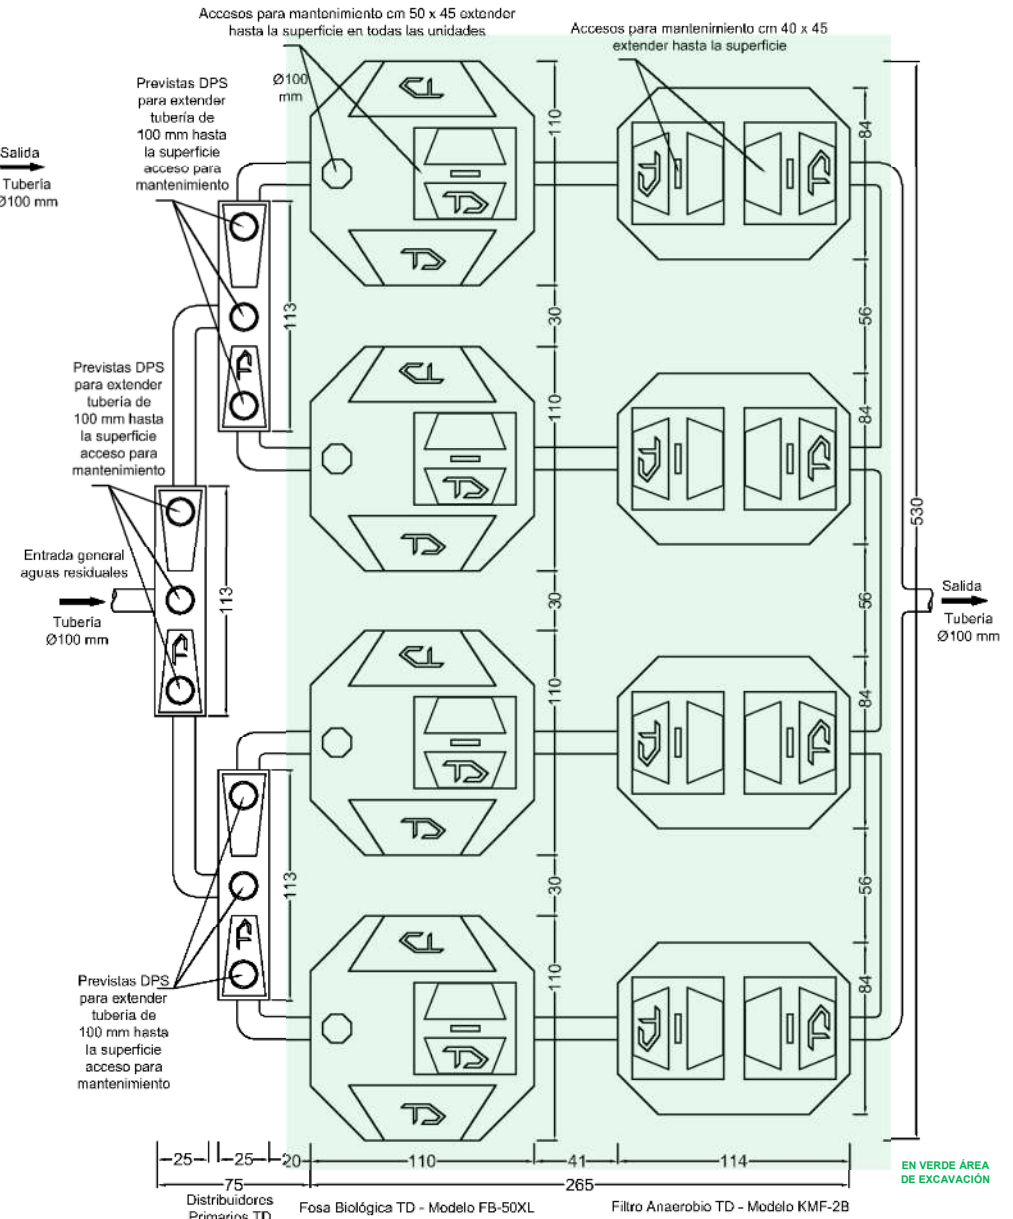 Accesos para mantenimiento cm 50 x 45 extender
hasta la superficie en todas las unidades
Accesos para mantenimiento cm 40 x 45
extender hasta la superficie
Previstas DPS
para extender
tubería de
100 mm hasta
la superficie
acceso para
mantenimiento
Ø100
mm
Salida
Tubería
Ø100 mm
110
84
113
30
56
Previstas DPS
para extender
tubería de
100 mm hasta
la superficie
acceso para
mantenimiento
110
84
530
Entrada general
aguas residuales
Tubería
Ø100 mm
113
30
56
Salida
Tubería
Ø100 mm
110
84
113
30
56
Previstas DPS
para extender
tubería de
100 mm hasta
la superficie
acceso para
mantenimiento
110
84
25
25
20
110
41
114
75
265
EN VERDE ÁREA
DE EXCAVACIÓN
Distribuidores
Primarios TD
Fosa Biológica TD - Modelo FB-50XL
Filtro Anaerobio TD - Modelo KMF-2B